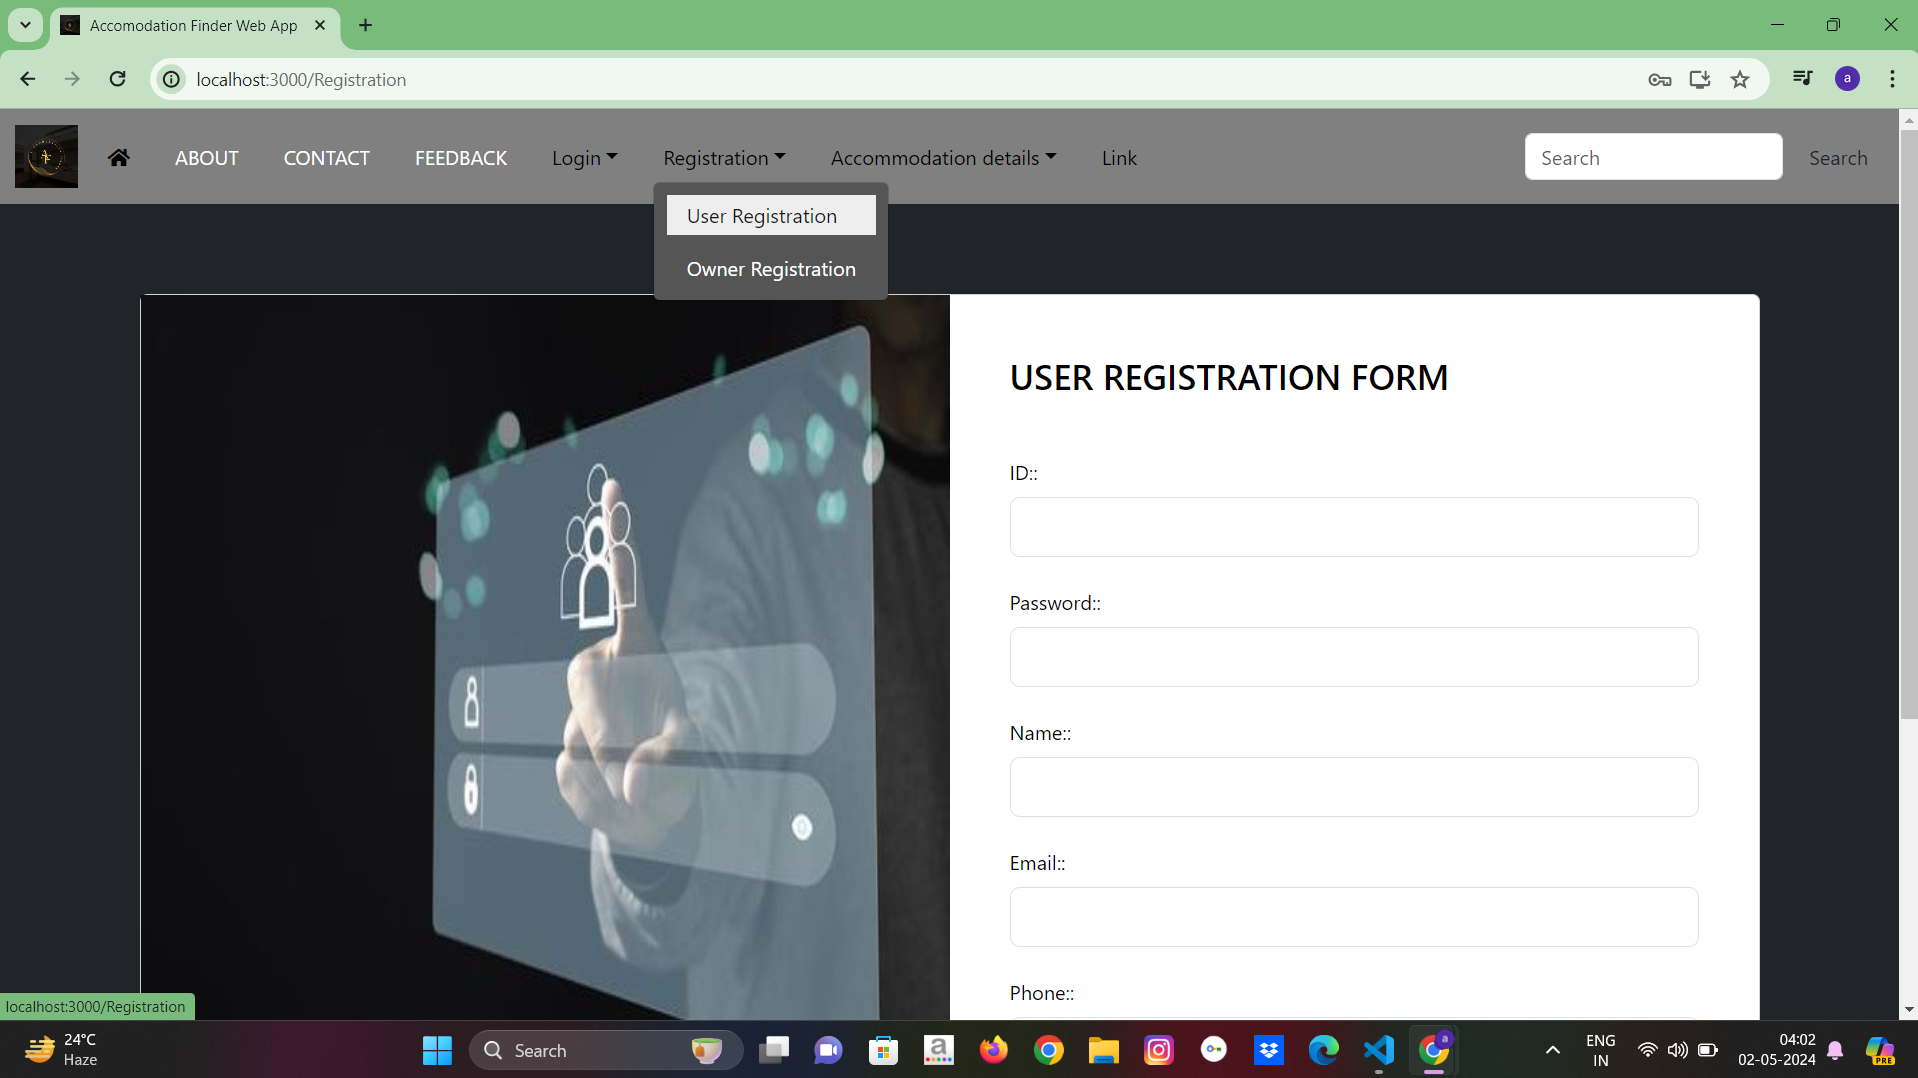 Accomodation Finder Web App
localhost:3000/Registration
a
ABOUT
CONTACT
FEEDBACK
Login
Registration
Accommodation details
Link
Search
Search
User Registration
Owner Registration
USER REGISTRATION FORM
ID::
Password::
Name::
Email::
Phone::
localhost:3000/Registration
24°C
Haze
Search
a
a
PRE
ENG
IN
04:02
02-05-2024